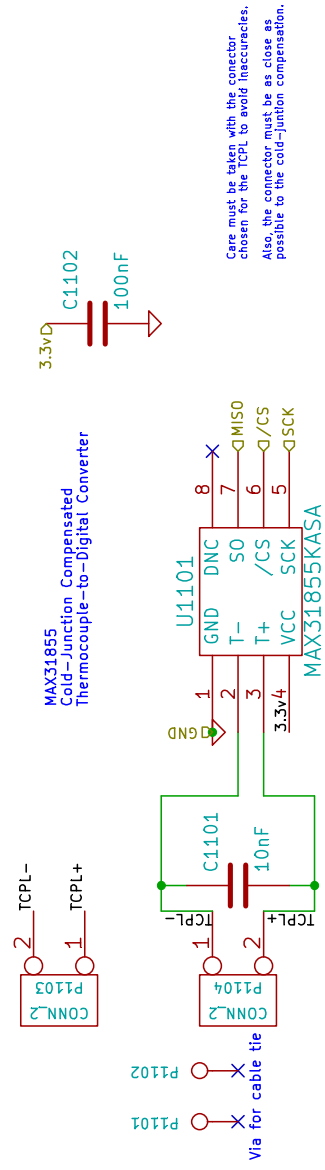 Care must be taken with the conector
chosen for the TCPL to avoid inaccuracies.
Also, the connector must be as close as
possible to the cold-juntion compensation.
C1102
100nF
3.3v
MAX31855
Cold-Junction Compensated
Thermocouple-to-Digital Converter
U1101
MAX31855KASA
GND
T-
T+
VCC
DNC
SO
/CS
SCK
1
2
3
4
8
7
6
5
MISO
/CS
SCK
GND
3.3v
C1101
10nF
TCPL-
TCPL+
2
1
P1103
CONN_2
TCPL-
TCPL+
1
2
P1104
CONN_2
P1102
P1101
Via for cable tie